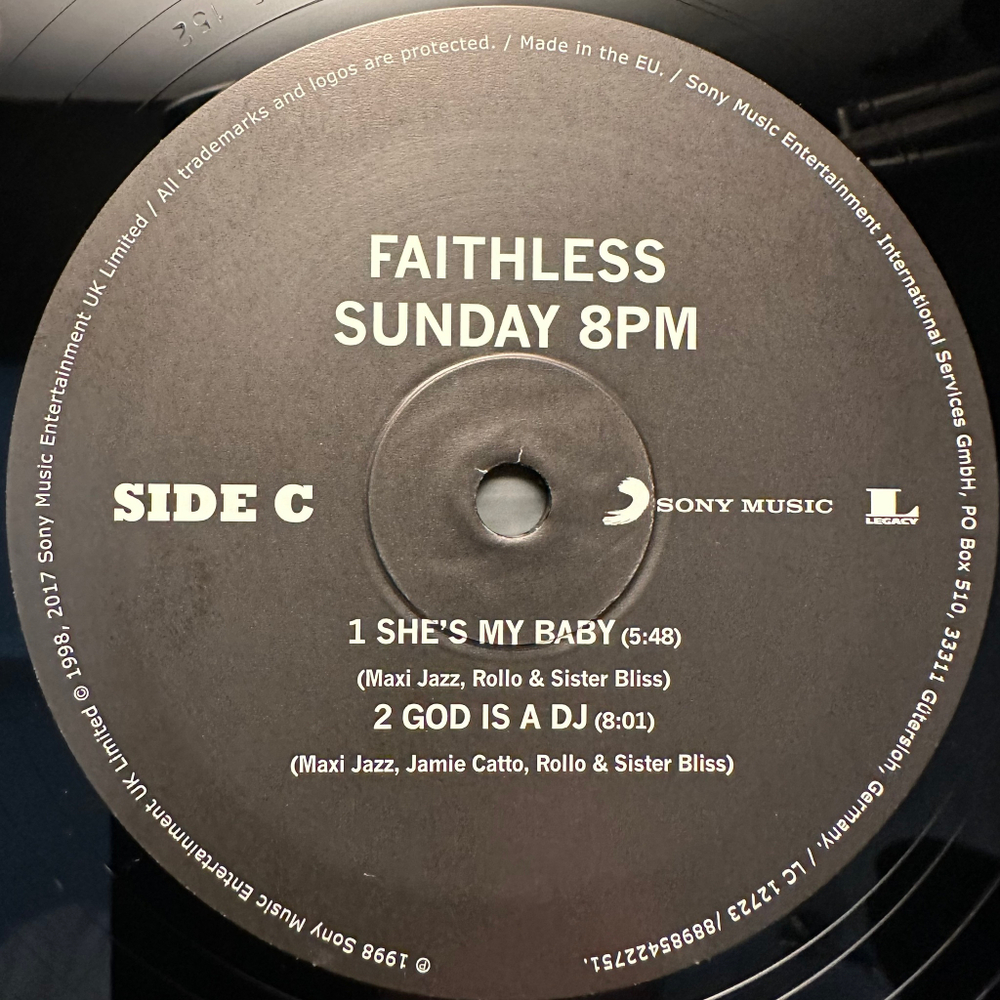 FAITHLESS
SUNDAY 8PM
SIDE C
SONY MUSIC
L
LEGACY
1 SHE'S MY BABY (5:48)
(Maxi Jazz, Rollo & Sister Bliss)
2 GOD IS A DJ (8:01)
(Maxi Jazz, Jamie Catto, Rollo & Sister Bliss)
℗ 1998 Sony Music Entertainment UK Limited © 1998, 2017 Sony Music Entertainment UK Limited / All trademarks and logos are protected. / Made in the EU. / Sony Music Entertainment International Services GmbH, PO Box 510, 33311 Gütersloh, Germany. / LC 12723 /88985422751.